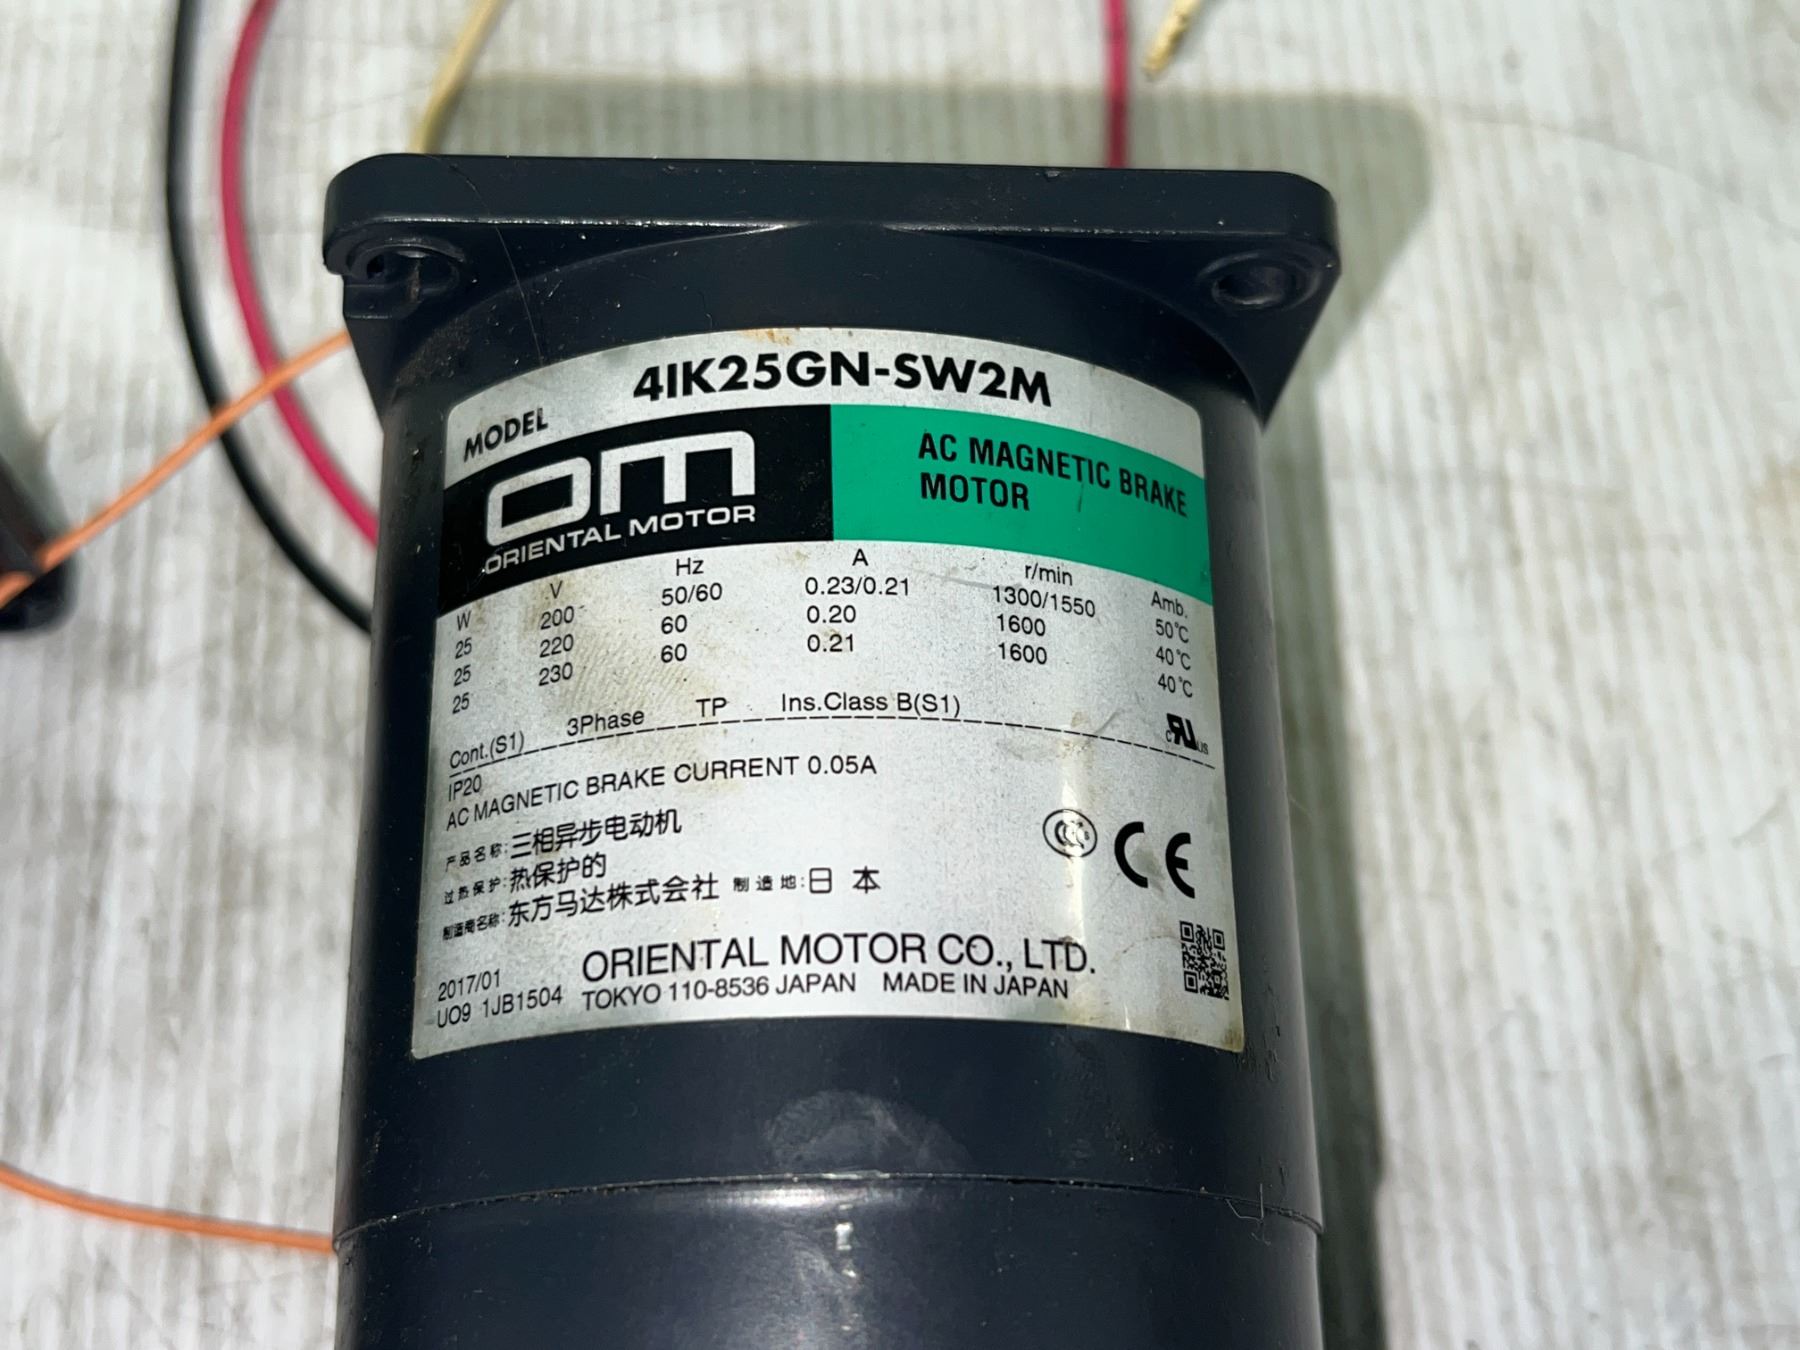 MODEL 4IK25GN-SW2M
om
ORIENTAL MOTOR
AC MAGNETIC BRAKE
MOTOR
W V Hz A r/min Amb.
25 200 50/60 0.23/0.21 1300/1550 50°C
25 220 60 0.20 1600 40°C
25 230 60 0.21 1600 40°C
Cont.(S1) 3Phase TP Ins.Class B(S1)
IP20
AC MAGNETIC BRAKE CURRENT 0.05A
产品名称:三相异步电动机
过热保护:热保护的
制造商名称:东方马达株式会社 制造地:日本
CE
2017/01 ORIENTAL MOTOR CO., LTD.
UO9 1JB1504 TOKYO 110-8536 JAPAN MADE IN JAPAN